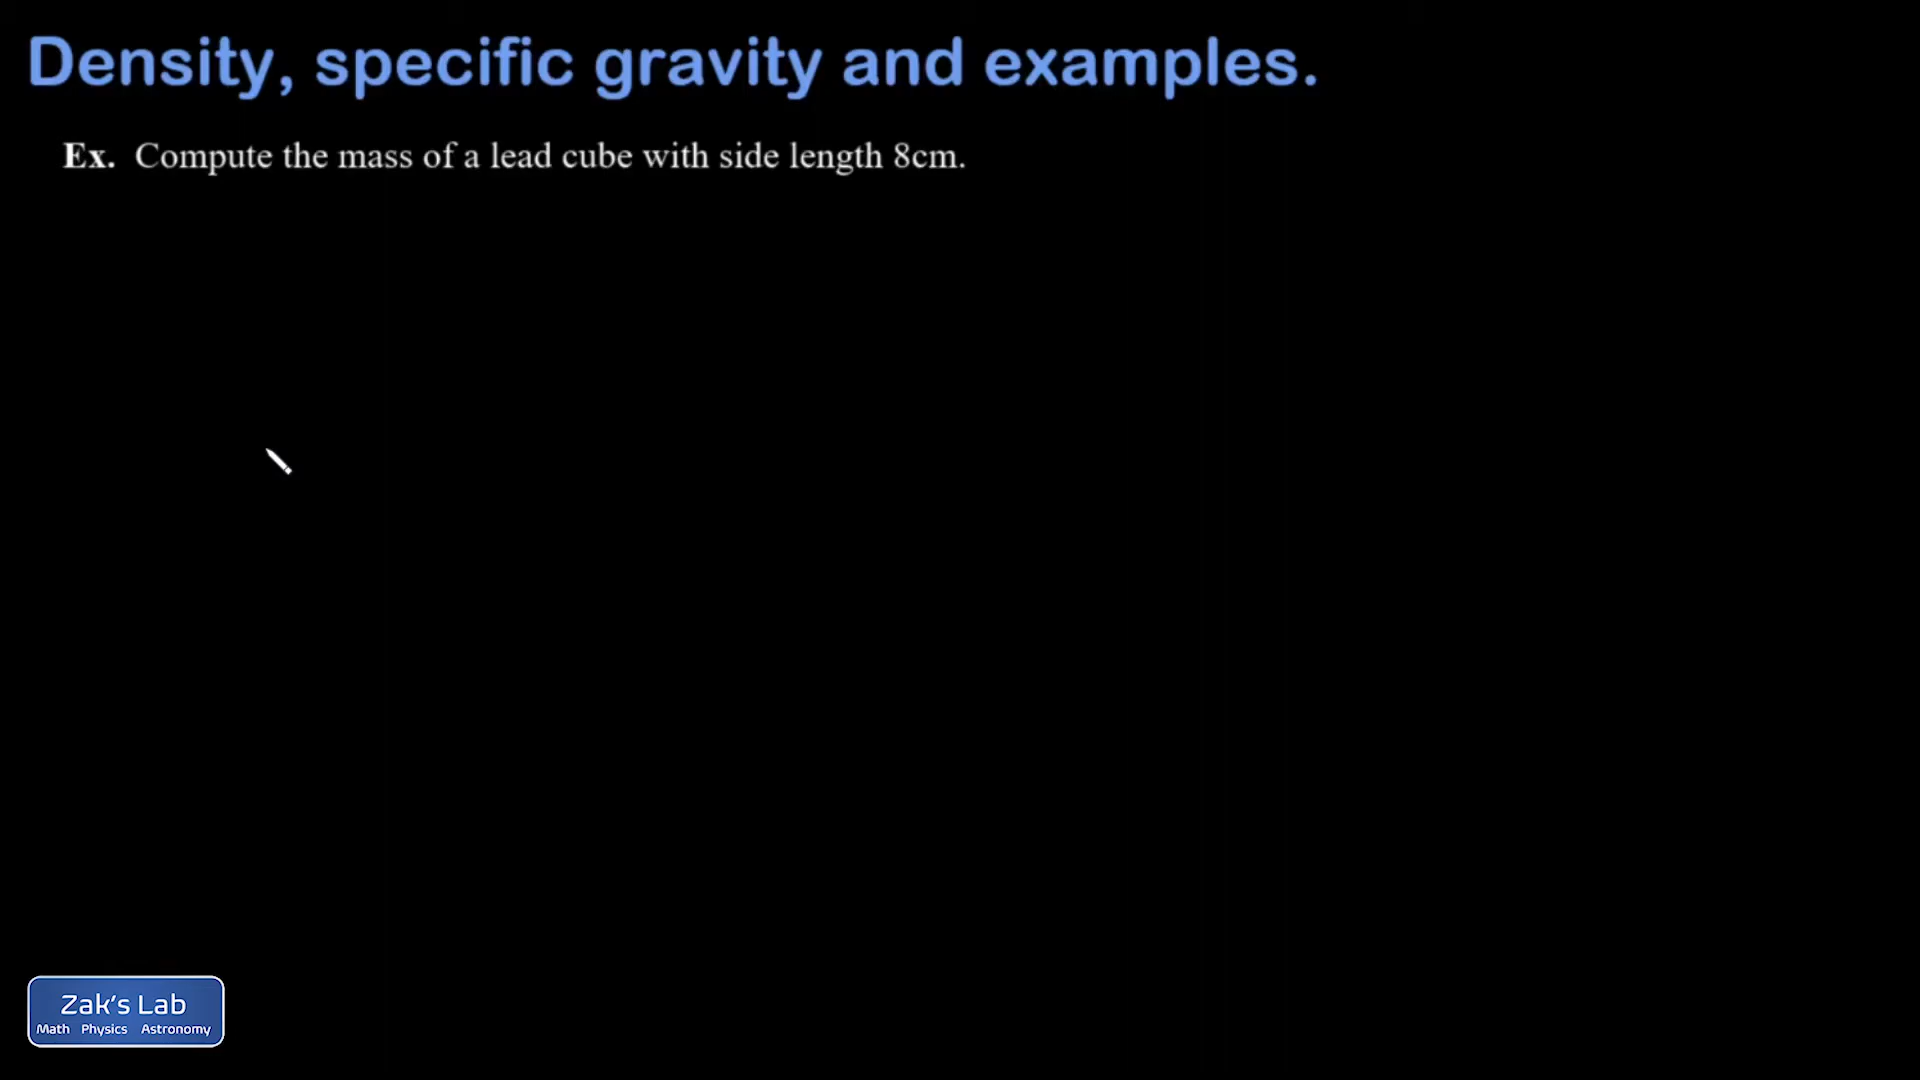 Density, specific gravity and examples.
Ex. Compute the mass of a lead cube with side length 8cm.
Zak's Lab
Math Physics Astronomy